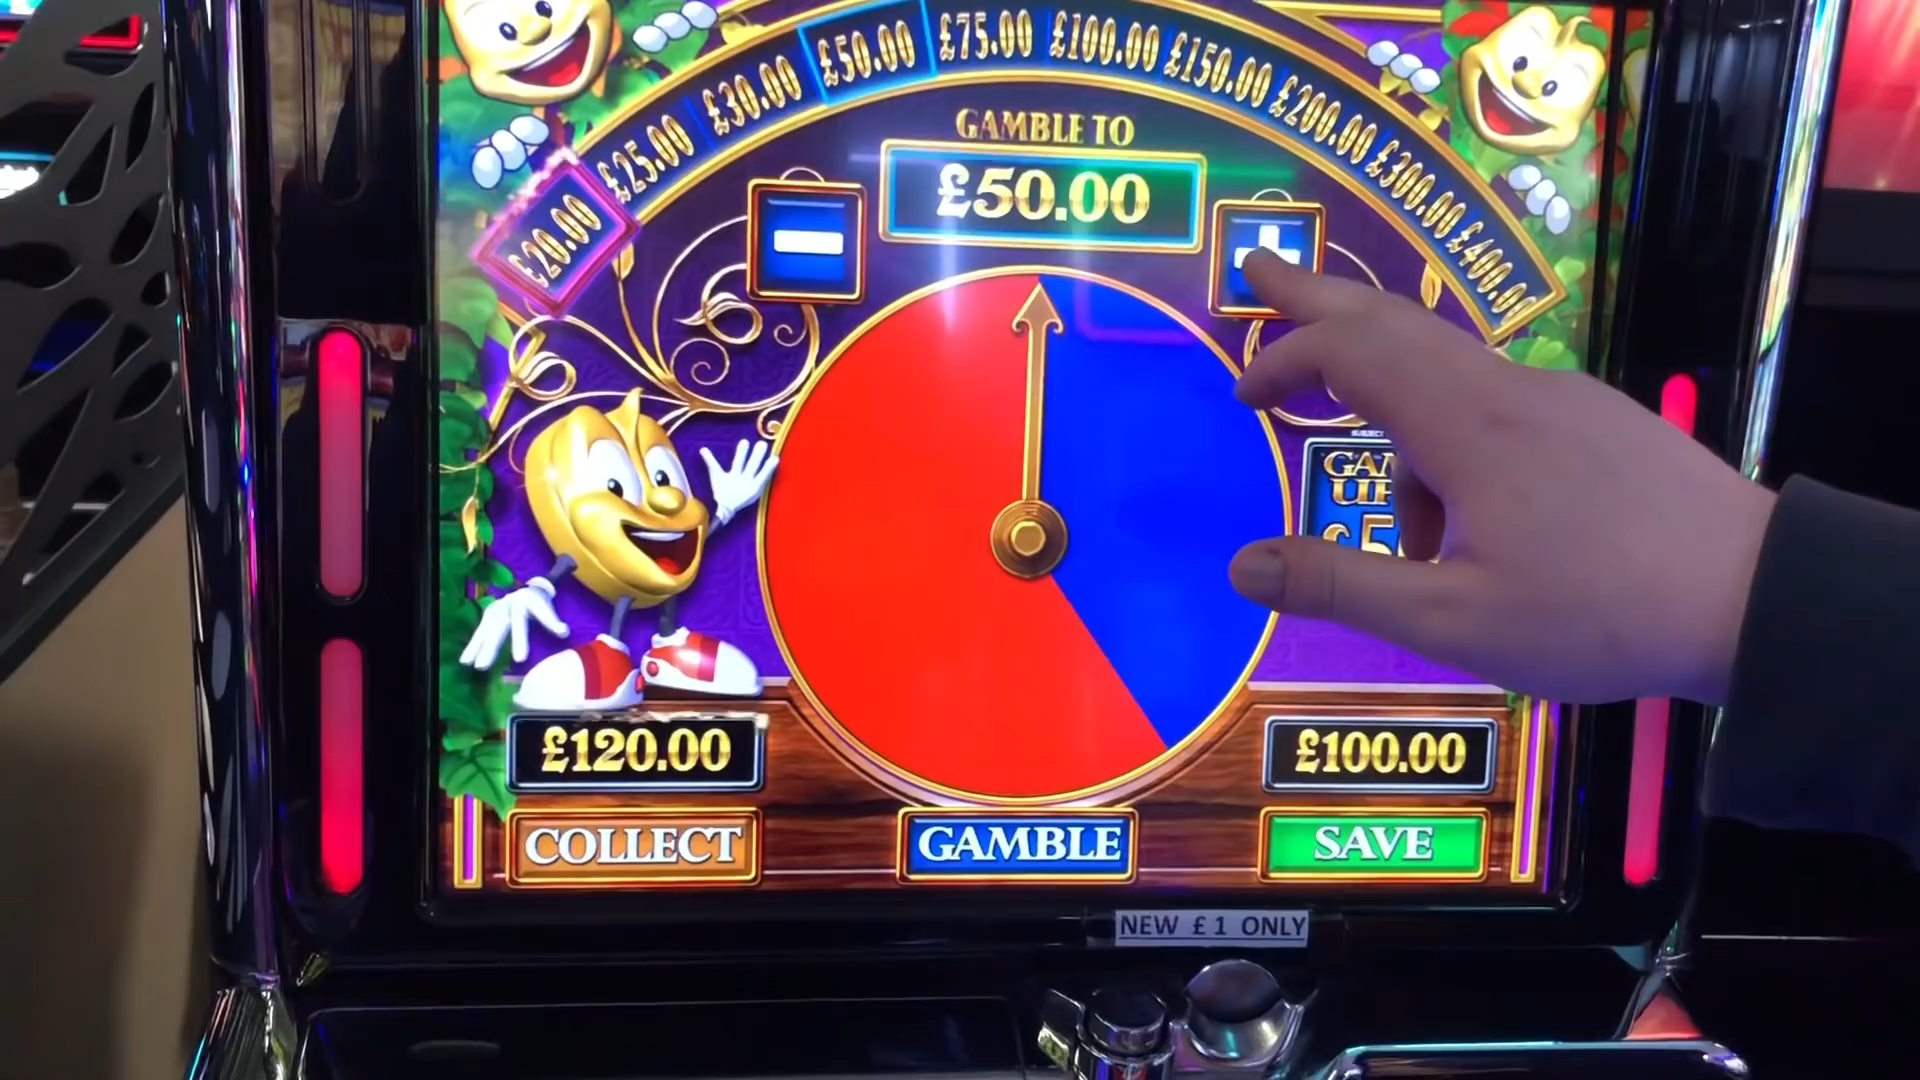 £20.00 £25.00 £30.00 £50.00 £75.00 £100.00 £150.00 £200.00 £300.00 £400.00
GAMBLE TO
£50.00
£120.00
£100.00
COLLECT
GAMBLE
SAVE
NEW £1 ONLY